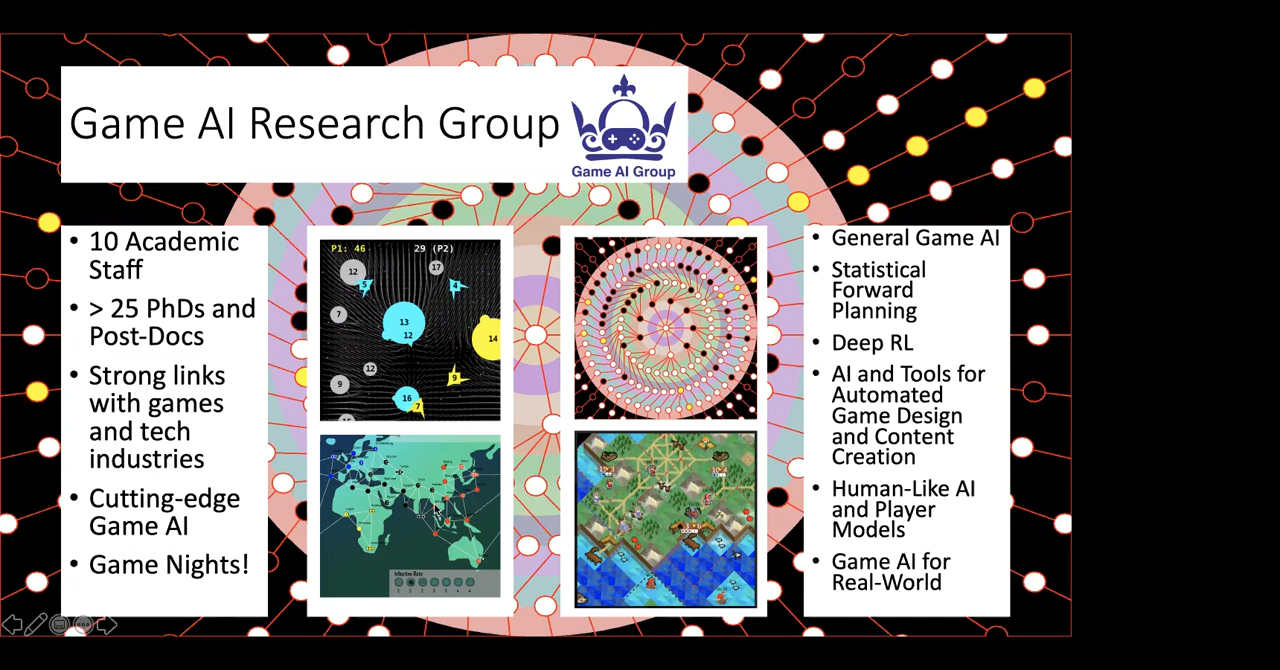 Game AI Research Group
Game AI Group
• 10 Academic
Staff
• > 25 PhDs and
Post-Docs
• Strong links
with games
and tech
industries
• Cutting-edge
Game AI
• Game Nights!
P1: 46
29 (P2)
12
17
5
4
7
13
12
14
12
9
9
16
7
Infection Rate
• General Game AI
• Statistical
Forward
Planning
• Deep RL
• AI and Tools for
Automated
Game Design
and Content
Creation
• Human-Like AI
and Player
Models
• Game AI for
Real-World